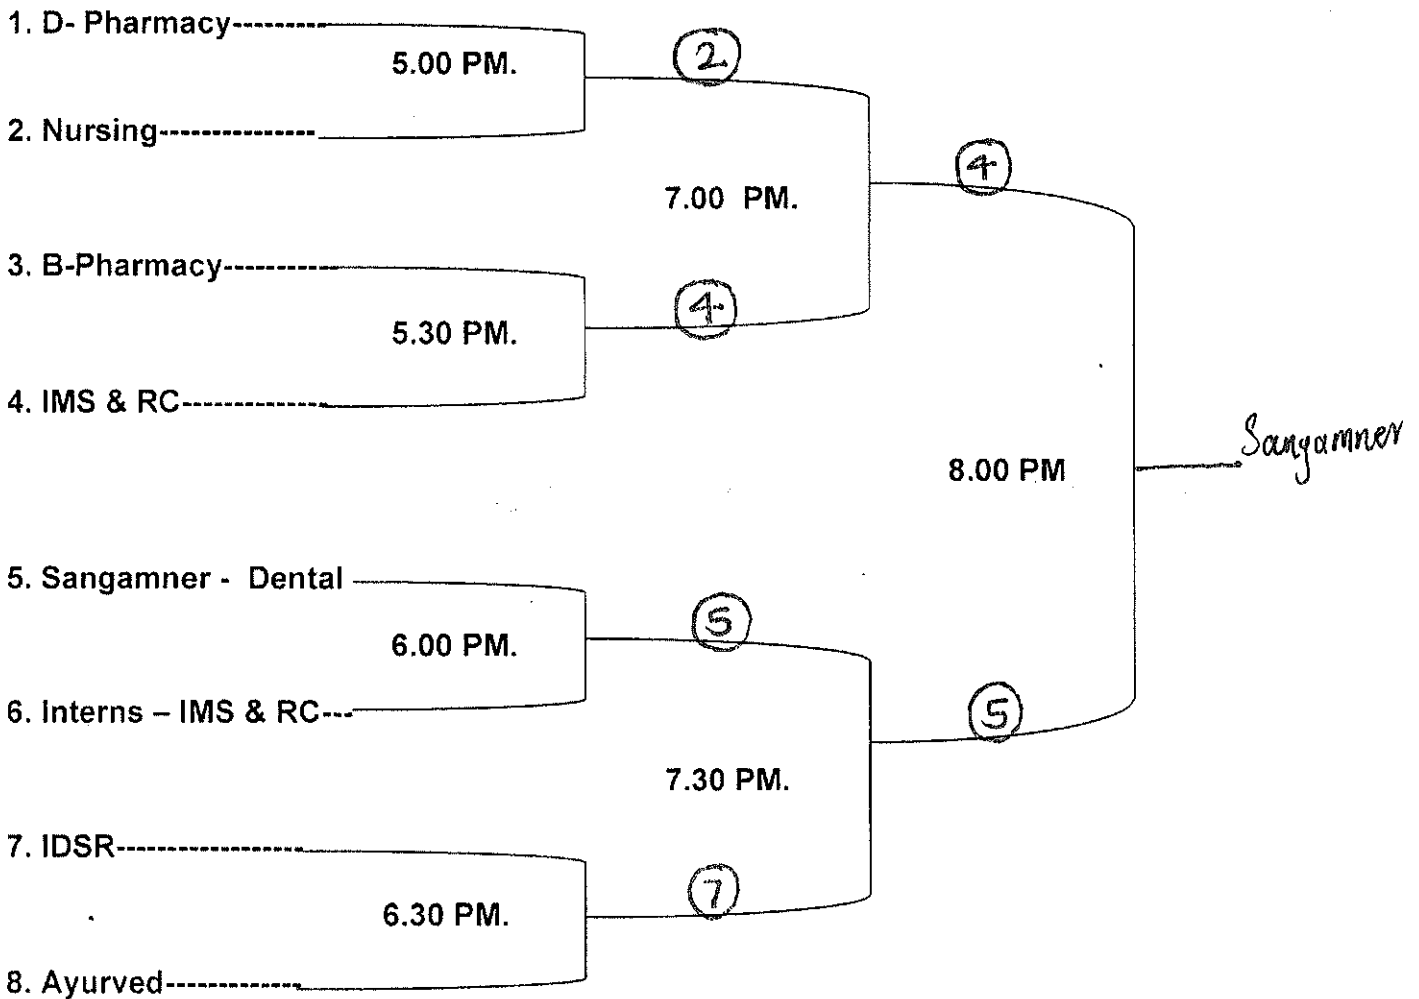 1. D- Pharmacy---------
5.00 PM.
②
2. Nursing---------------
7.00 PM.
④
3. B-Pharmacy-----------
5.30 PM.
④
4. IMS & RC--------------
8.00 PM
Sangamner
5. Sangamner - Dental
6.00 PM.
⑤
6. Interns – IMS & RC---
7.30 PM.
⑤
7. IDSR------------------
6.30 PM.
⑦
8. Ayurved-------------